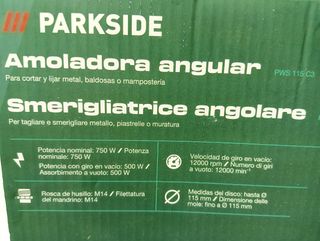 PARKSIDE
Amoladora angular
PWS 115 C3
Para cortar y lijar metal, baldosas o mampostería
Smerigliatrice angolare
Per tagliare e smerigliare metallo, piastrelle o muratura
Potencia nominal: 750 W / Potenza
nominale: 750 W
Potencia con giro en vacío: 500 W /
Assorbimento a vuoto: 500 W
Velocidad de giro en vacío:
12000 rpm / Numero di giri
a vuoto: 12000 min⁻¹
Rosca de husillo: M14 / Filettatura
del mandrino: M14
Medidas del disco: hasta Ø
115 mm / Dimensione delle
mole: fino a Ø 115 mm